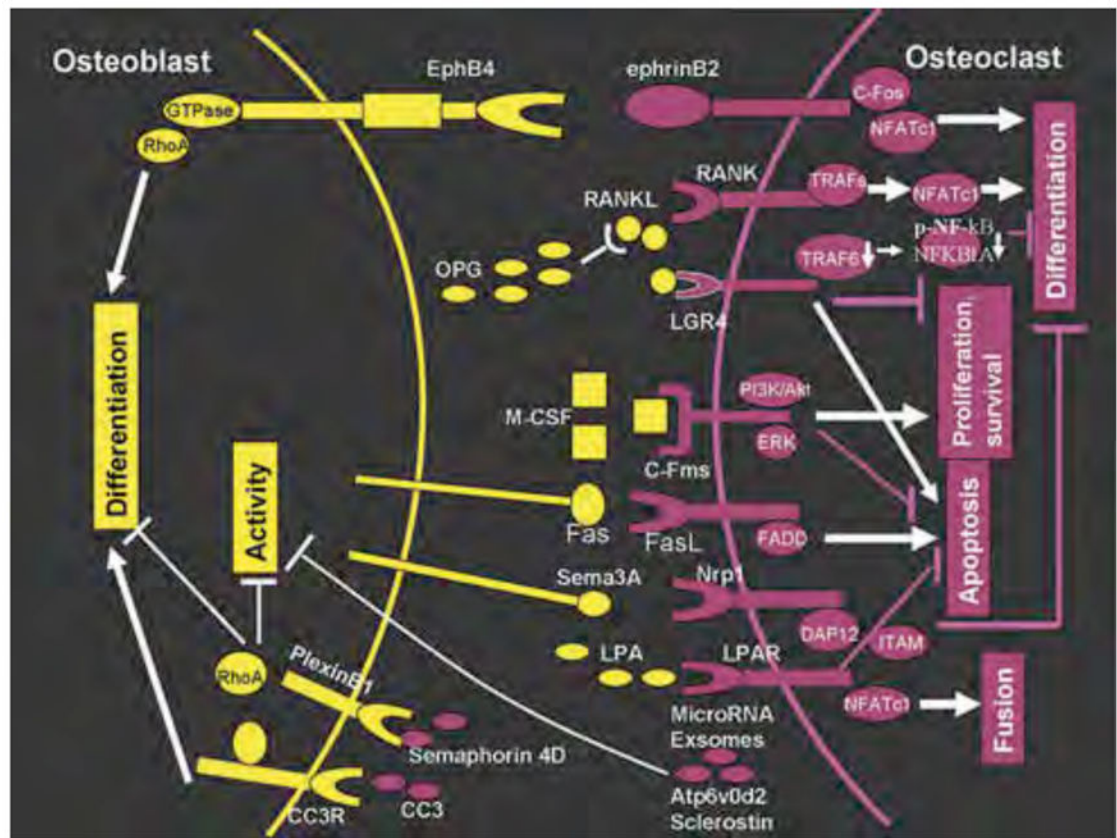 Osteoblast
Osteoclast
EphB4
ephrinB2
C-Fos
GTPase
RhoA
NFATc1
RANK
TRAFs
NFATc1
RANKL
p-NF-kB
TRAF6
NFKBIA
OPG
LGR4
Differentiation
Proliferation,
survival
PI3K/Akt
M-CSF
ERK
C-Fms
Differentiation
Activity
Fas
FasL
FADD
Apoptosis
Sema3A
Nrp1
DAP12
ITAM
LPA
LPAR
RhoA
PlexinB1
NFATc1
Fusion
MicroRNA
Exsomes
Semaphorin 4D
CC3R
CC3
Atp6v0d2
Sclerostin